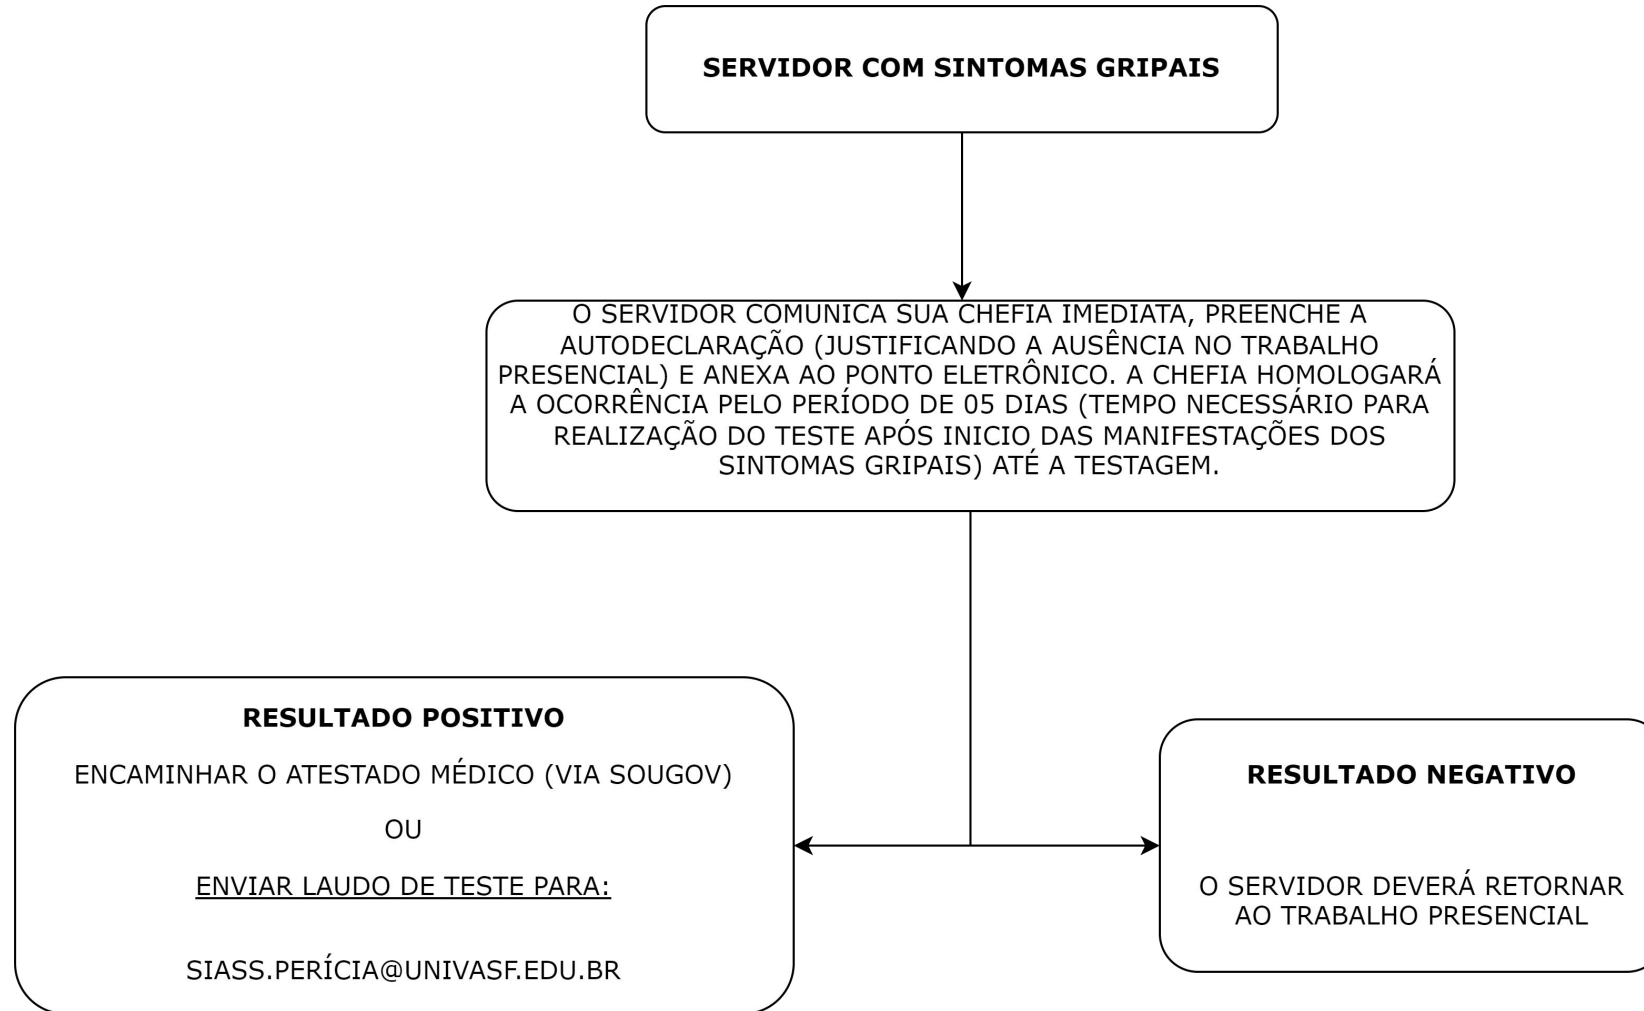 SERVIDOR COM SINTOMAS GRIPAIS
O SERVIDOR COMUNICA SUA CHEFIA IMEDIATA, PREENCHE A
AUTODECLARAÇÃO (JUSTIFICANDO A AUSÊNCIA NO TRABALHO
PRESENCIAL) E ANEXA AO PONTO ELETRÔNICO. A CHEFIA HOMOLOGARÁ
A OCORRÊNCIA PELO PERÍODO DE 05 DIAS (TEMPO NECESSÁRIO PARA
REALIZAÇÃO DO TESTE APÓS INICIO DAS MANIFESTAÇÕES DOS
SINTOMAS GRIPAIS) ATÉ A TESTAGEM.
RESULTADO POSITIVO
ENCAMINHAR O ATESTADO MÉDICO (VIA SOUGOV)
OU
ENVIAR LAUDO DE TESTE PARA:
SIASS.PERÍCIA@UNIVASF.EDU.BR
RESULTADO NEGATIVO
O SERVIDOR DEVERÁ RETORNAR
AO TRABALHO PRESENCIAL